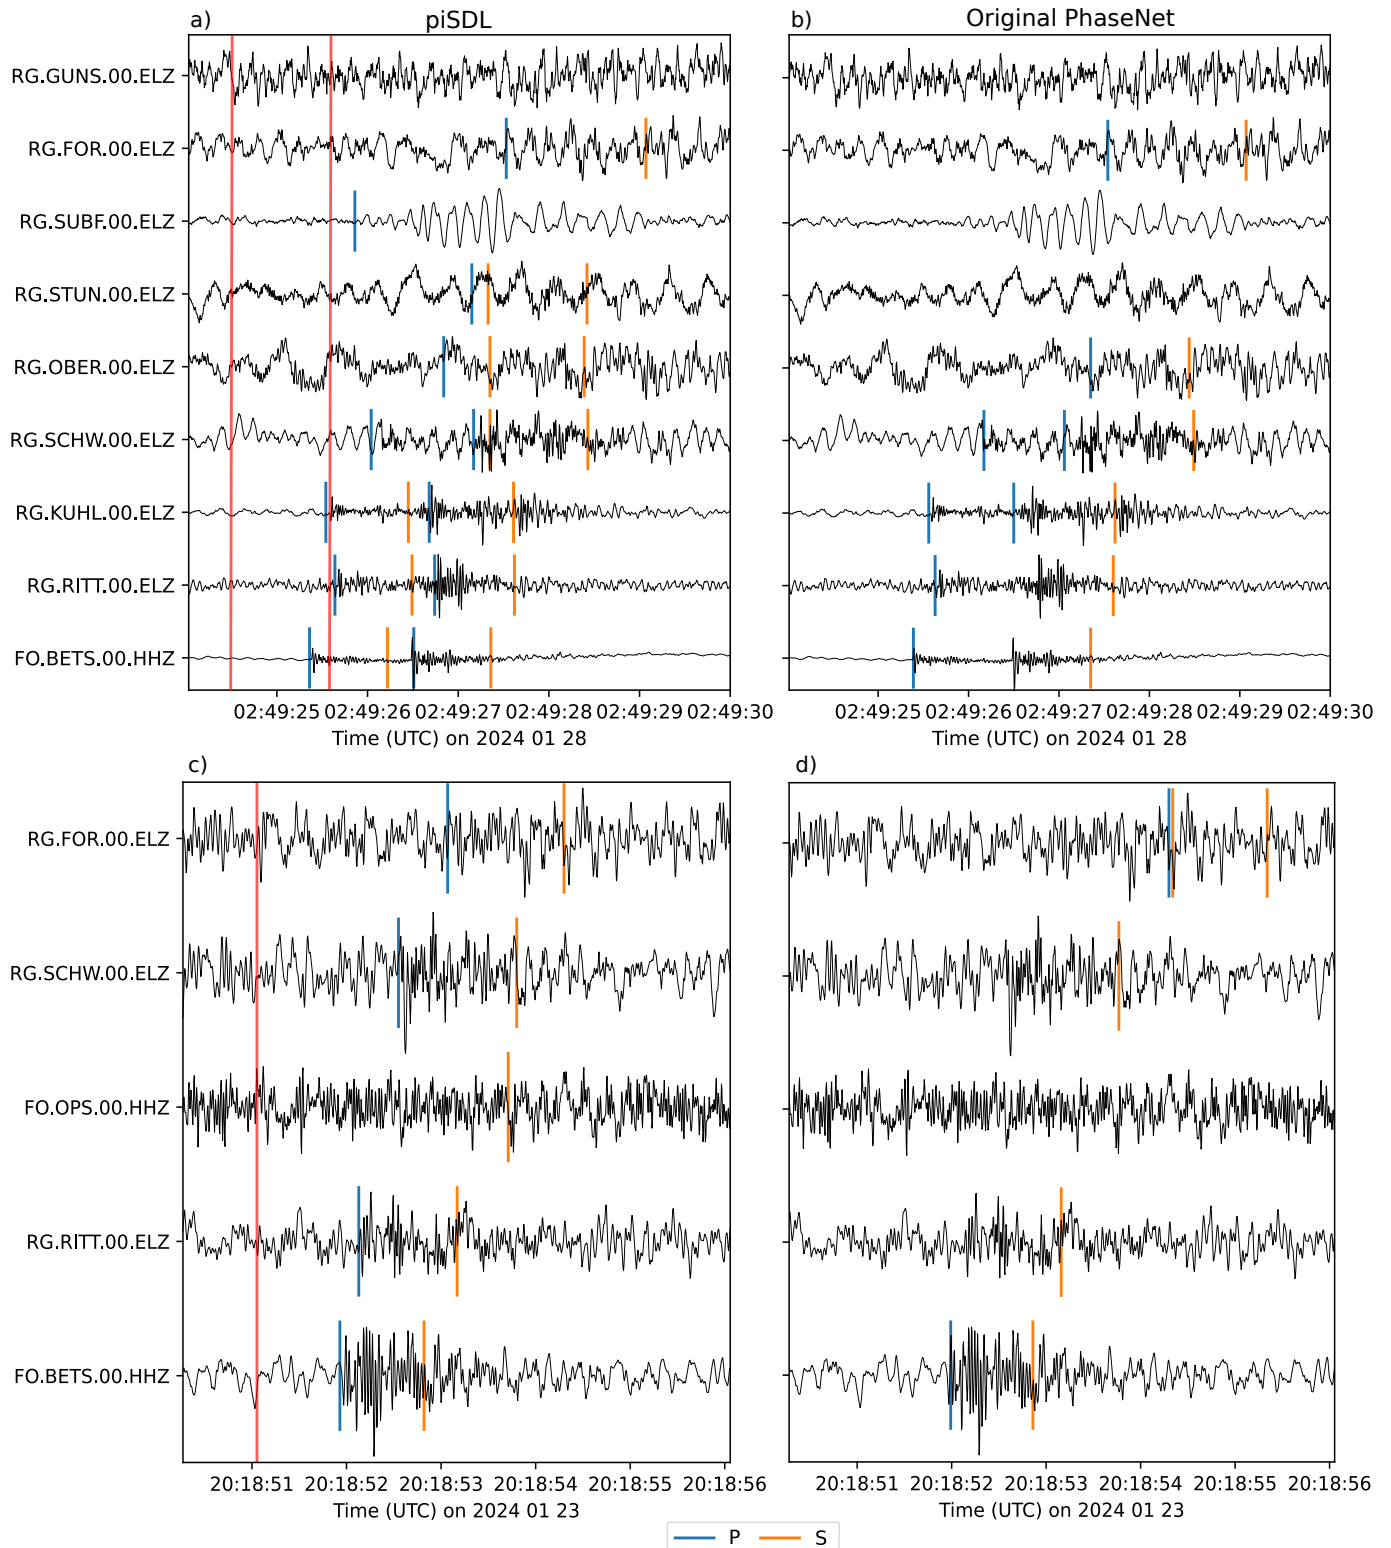 a) piSDL
b) Original PhaseNet
RG.GUNS.00.ELZ
RG.FOR.00.ELZ
RG.SUBF.00.ELZ
RG.STUN.00.ELZ
RG.OBER.00.ELZ
RG.SCHW.00.ELZ
RG.KUHL.00.ELZ
RG.RITT.00.ELZ
FO.BETS.00.HHZ
02:49:25 02:49:26 02:49:27 02:49:28 02:49:29 02:49:30
Time (UTC) on 2024 01 28
02:49:25 02:49:26 02:49:27 02:49:28 02:49:29 02:49:30
Time (UTC) on 2024 01 28
c)
d)
RG.FOR.00.ELZ
RG.SCHW.00.ELZ
FO.OPS.00.HHZ
RG.RITT.00.ELZ
FO.BETS.00.HHZ
20:18:51 20:18:52 20:18:53 20:18:54 20:18:55 20:18:56
Time (UTC) on 2024 01 23
20:18:51 20:18:52 20:18:53 20:18:54 20:18:55 20:18:56
Time (UTC) on 2024 01 23
P S